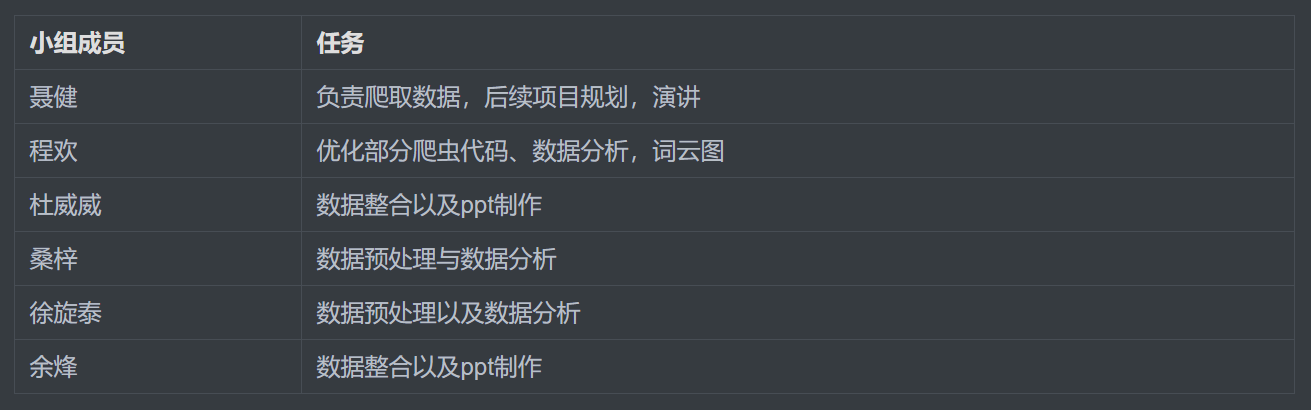 小组成员 任务
聂健 负责爬取数据，后续项目规划，演讲
程欢 优化部分爬虫代码、数据分析，词云图
杜威威 数据整合以及ppt制作
桑梓 数据预处理与数据分析
徐旋泰 数据预处理以及数据分析
余烽 数据整合以及ppt制作